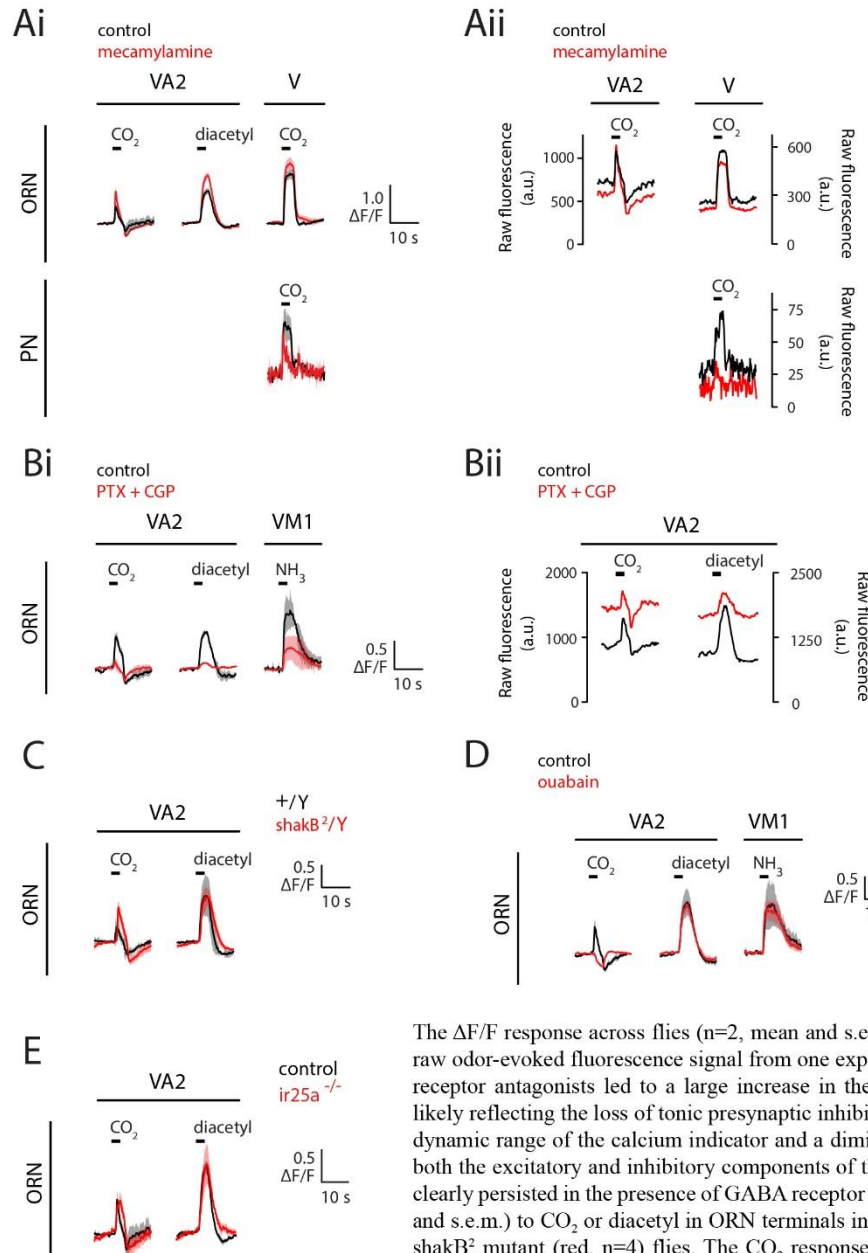 Ai
control
mecamylamine
VA2 V
CO₂ diacetyl CO₂
ORN
1.0
ΔF/F
10 s
CO₂
PN
Aii
control
mecamylamine
VA2 V
CO₂ CO₂
Raw fluorescence
(a.u.)
1000
500
0
600
300
0
Raw fluorescence
(a.u.)
CO₂
75
50
25
0
Raw fluorescence
(a.u.)
Bi
control
PTX + CGP
VA2 VM1
CO₂ diacetyl NH₃
ORN
0.5
ΔF/F
10 s
Bii
control
PTX + CGP
VA2
CO₂ diacetyl
Raw fluorescence
(a.u.)
2000
1000
0
2500
1250
0
Raw fluorescence
(a.u.)
C
VA2
+/Y
shakB²/Y
CO₂ diacetyl
ORN
0.5
ΔF/F
10 s
D
control
ouabain
VA2 VM1
CO₂ diacetyl NH₃
ORN
0.5
ΔF/F
E
VA2
control
ir25a -/-
CO₂ diacetyl
ORN
0.5
ΔF/F
10 s
The ΔF/F response across flies (n=2, mean and s.e
raw odor-evoked fluorescence signal from one exp
receptor antagonists led to a large increase in the
likely reflecting the loss of tonic presynaptic inhibi
dynamic range of the calcium indicator and a dimi
both the excitatory and inhibitory components of t
clearly persisted in the presence of GABA receptor
and s.e.m.) to CO₂ or diacetyl in ORN terminals in
shakB² mutant (red, n=4) flies. The CO₂ response